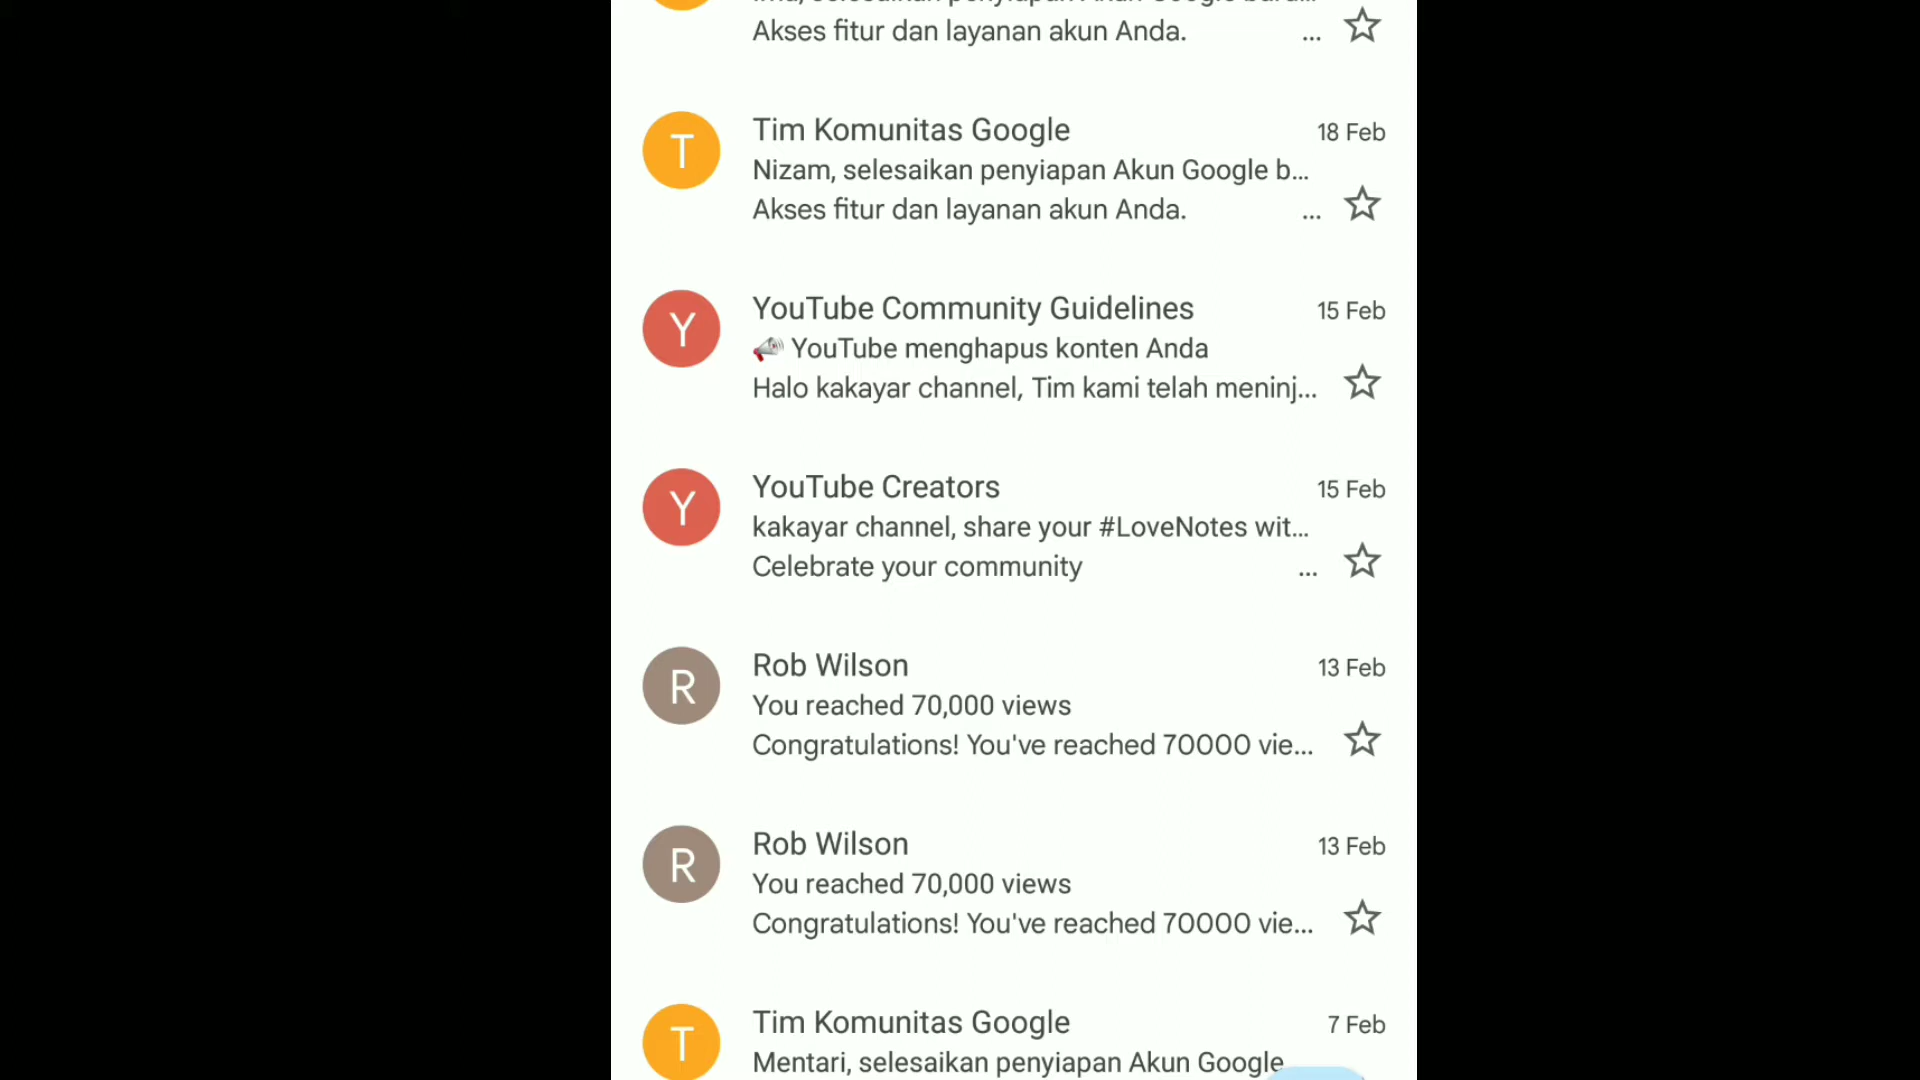 Akses fitur dan layanan akun Anda. ...
T
Tim Komunitas Google
18 Feb
Nizam, selesaikan penyiapan Akun Google b...
Akses fitur dan layanan akun Anda. ...
Y
YouTube Community Guidelines
15 Feb
📢 YouTube menghapus konten Anda
Halo kakayar channel, Tim kami telah meninj...
Y
YouTube Creators
15 Feb
kakayar channel, share your #LoveNotes wit...
Celebrate your community ...
R
Rob Wilson
13 Feb
You reached 70,000 views
Congratulations! You've reached 70000 vie...
R
Rob Wilson
13 Feb
You reached 70,000 views
Congratulations! You've reached 70000 vie...
T
Tim Komunitas Google
7 Feb
Mentari, selesaikan penyiapan Akun Google